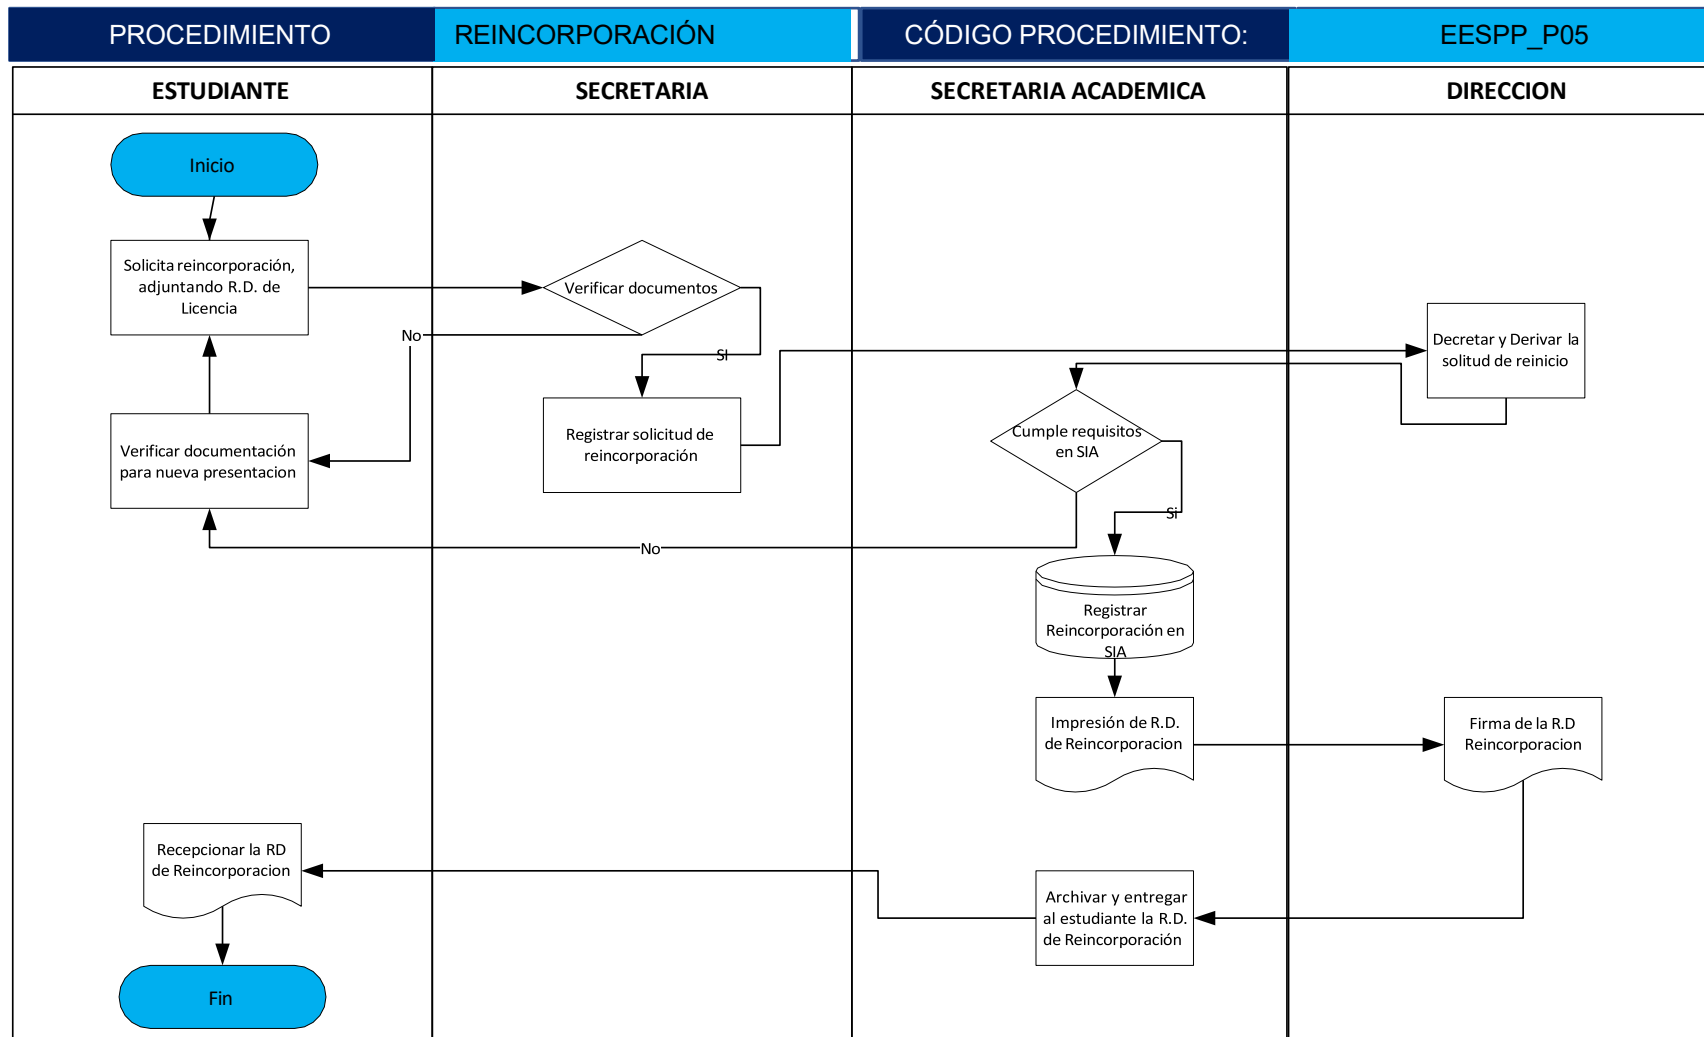 PROCEDIMIENTO
REINCORPORACIÓN
CÓDIGO PROCEDIMIENTO:
EESPP_P05
ESTUDIANTE
SECRETARIA
SECRETARIA ACADEMICA
DIRECCION
Inicio
Solicita reincorporación,
adjuntando R.D. de
Licencia
Verificar documentos
No
SI
Decretar y Derivar la
solitud de reinicio
Verificar documentación
para nueva presentacion
Registrar solicitud de
reincorporación
Cumple requisitos
en SIA
Si
No
Registrar
Reincorporación en
SIA
Impresión de R.D.
de Reincorporacion
Firma de la R.D
Reincorporacion
Recepcionar la RD
de Reincorporacion
Archivar y entregar
al estudiante la R.D.
de Reincorporación
Fin